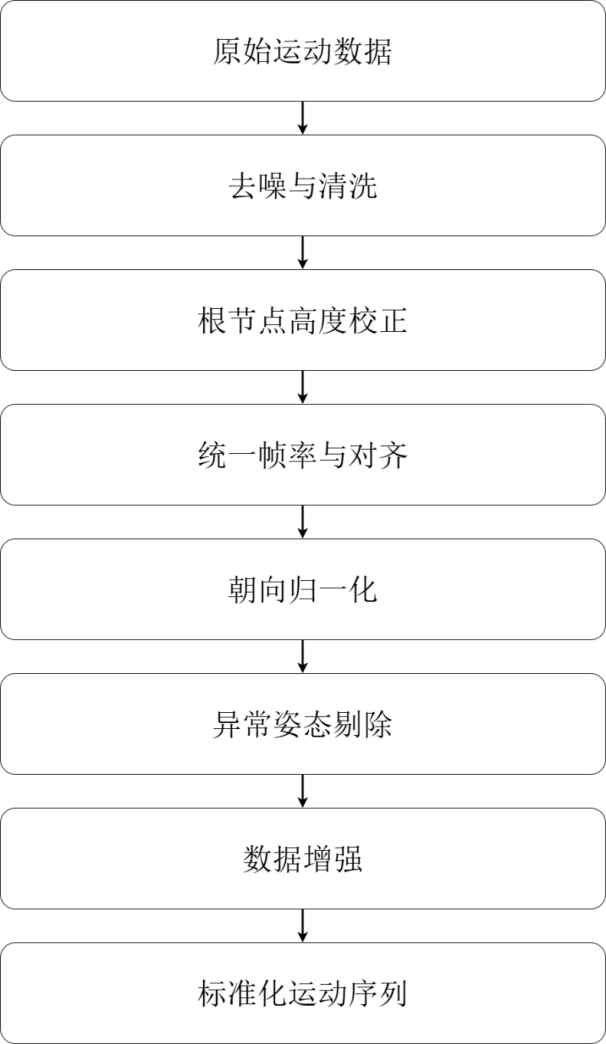 原始运动数据
去噪与清洗
根节点高度校正
统一帧率与对齐
朝向归一化
异常姿态剔除
数据增强
标准化运动序列